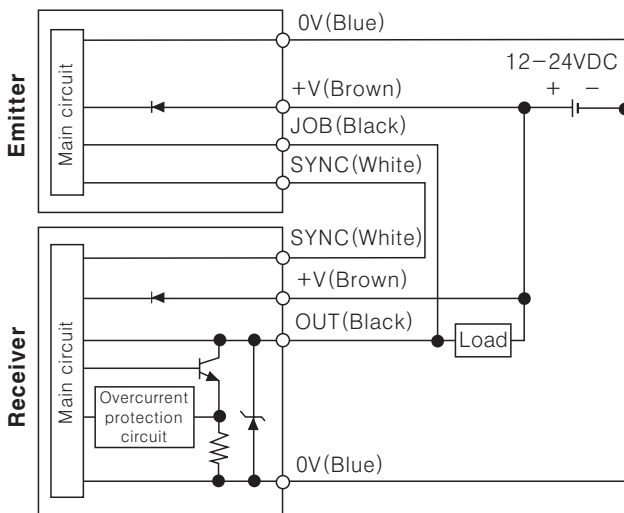 Emitter
Main circuit
0V(Blue)
12-24VDC
+ -
+V(Brown)
JOB(Black)
SYNC(White)
Receiver
Main circuit
SYNC(White)
+V(Brown)
OUT(Black)
Load
Overcurrent
protection
circuit
0V(Blue)